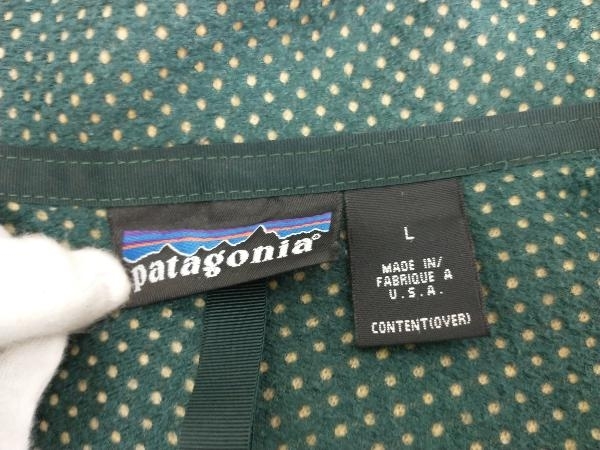 patagonia®
L
MADE IN/
FABRIQUE A
U.S.A.
CONTENT(OVER)